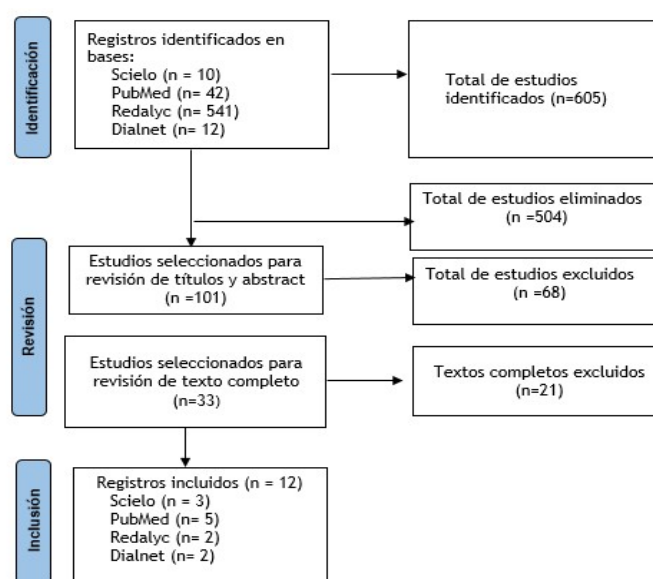 Identificación
Registros identificados en
bases:
Scielo (n = 10)
PubMed (n= 42)
Redalyc (n= 541)
Dialnet (n= 12)
Total de estudios
identificados (n=605)
Total de estudios eliminados
(n =504)
Revisión
Estudios seleccionados para
revisión de títulos y abstract
(n =101)
Total de estudios excluidos
(n =68)
Estudios seleccionados para
revisión de texto completo
(n=33)
Textos completos excluidos
(n=21)
Inclusión
Registros incluidos (n = 12)
Scielo (n = 3)
PubMed (n= 5)
Redalyc (n= 2)
Dialnet (n= 2)